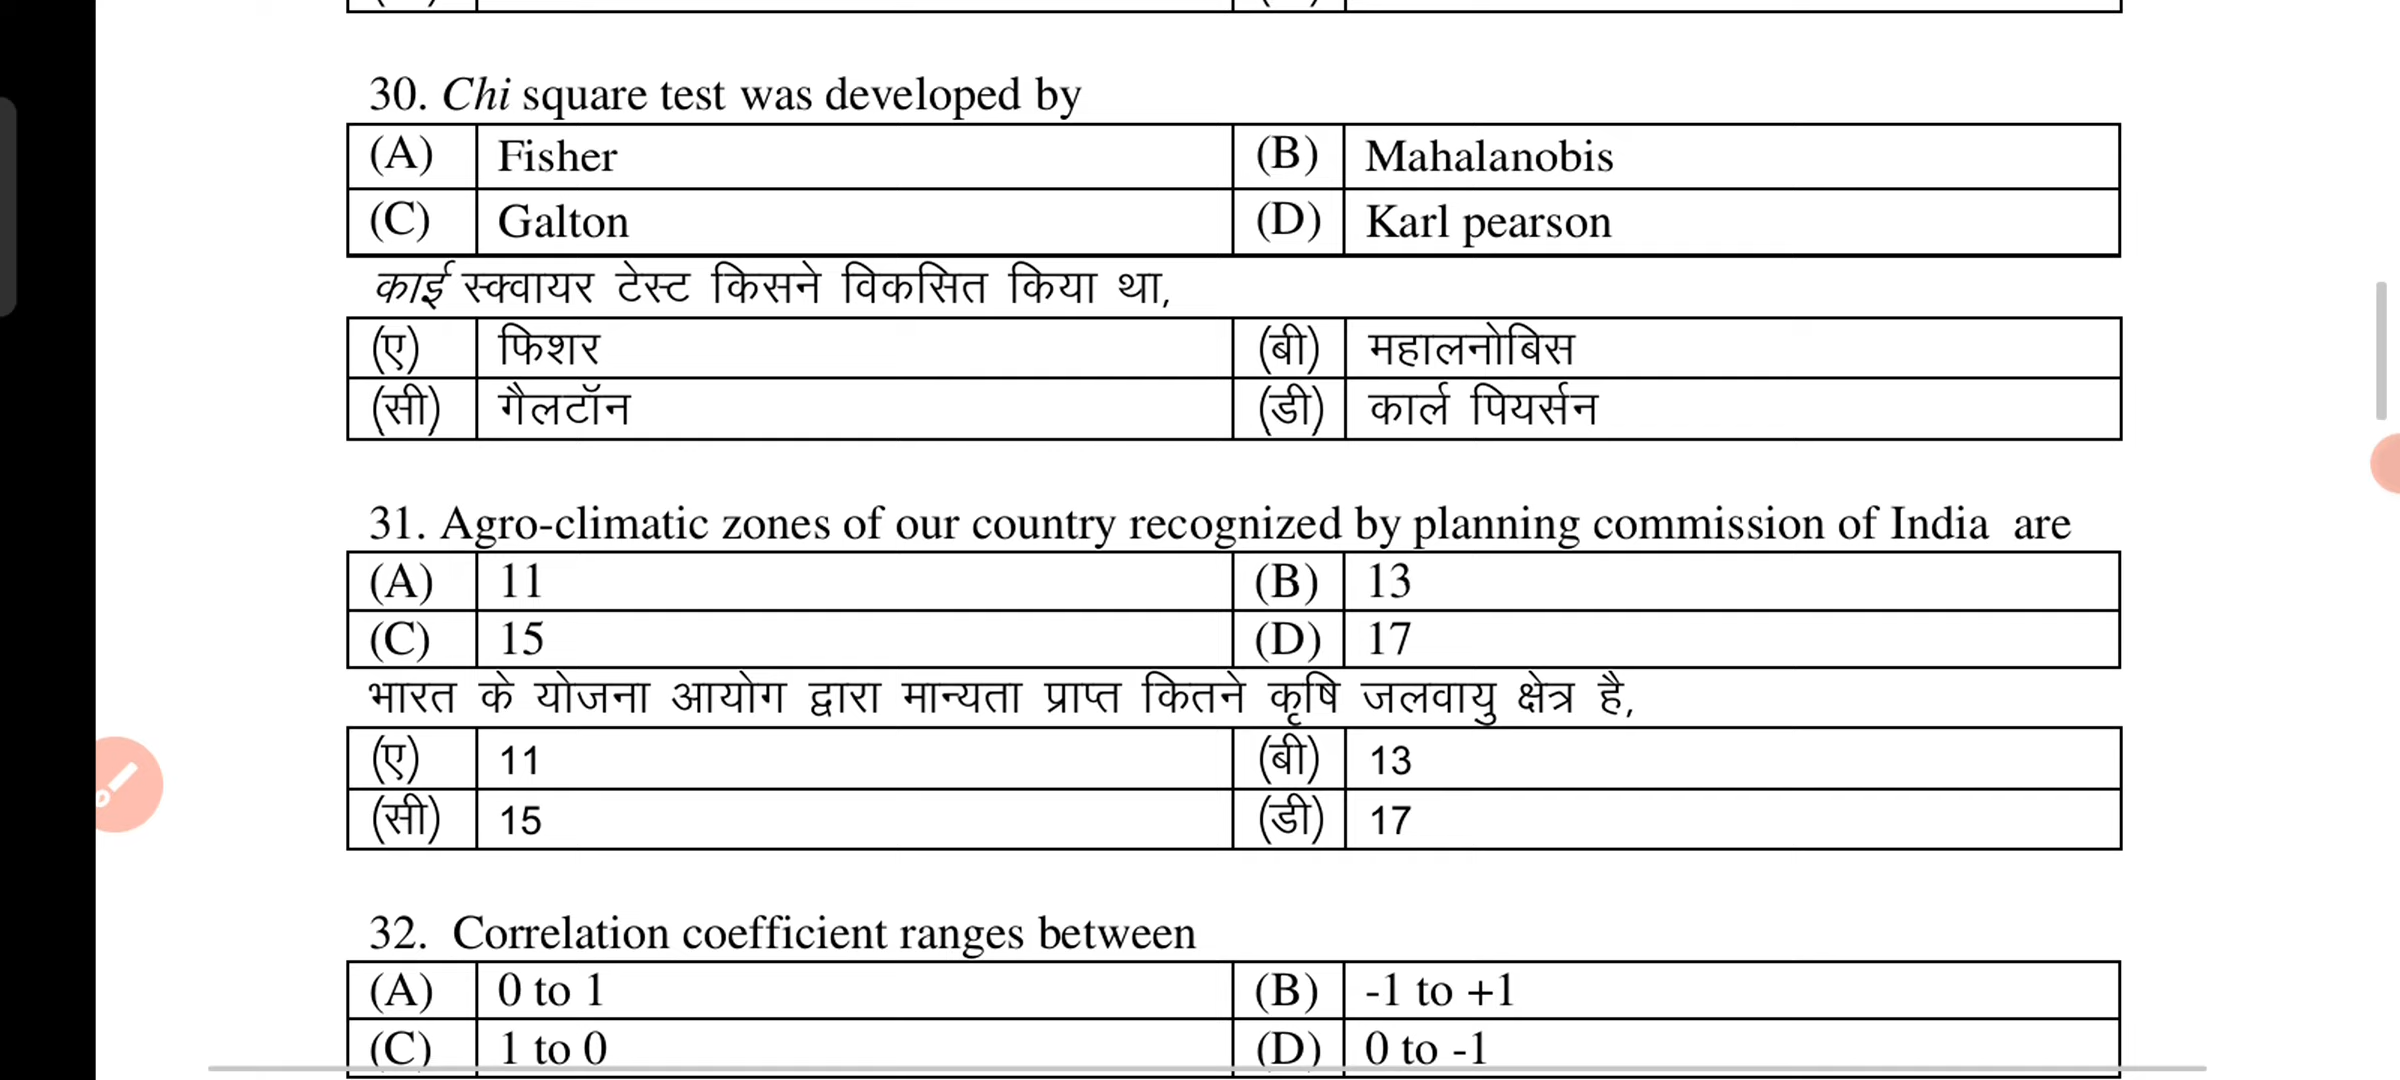 30. Chi square test was developed by
(A) Fisher (B) Mahalanobis
(C) Galton (D) Karl pearson
काई स्क्वायर टेस्ट किसने विकसित किया था,
(ए) फिशर (बी) महालनोबिस
(सी) गैलटॉन (डी) कार्ल पियर्सन
31. Agro-climatic zones of our country recognized by planning commission of India are
(A) 11 (B) 13
(C) 15 (D) 17
भारत के योजना आयोग द्वारा मान्यता प्राप्त कितने कृषि जलवायु क्षेत्र है,
(ए) 11 (बी) 13
(सी) 15 (डी) 17
32. Correlation coefficient ranges between
(A) 0 to 1 (B) -1 to +1
(C) 1 to 0 (D) 0 to -1